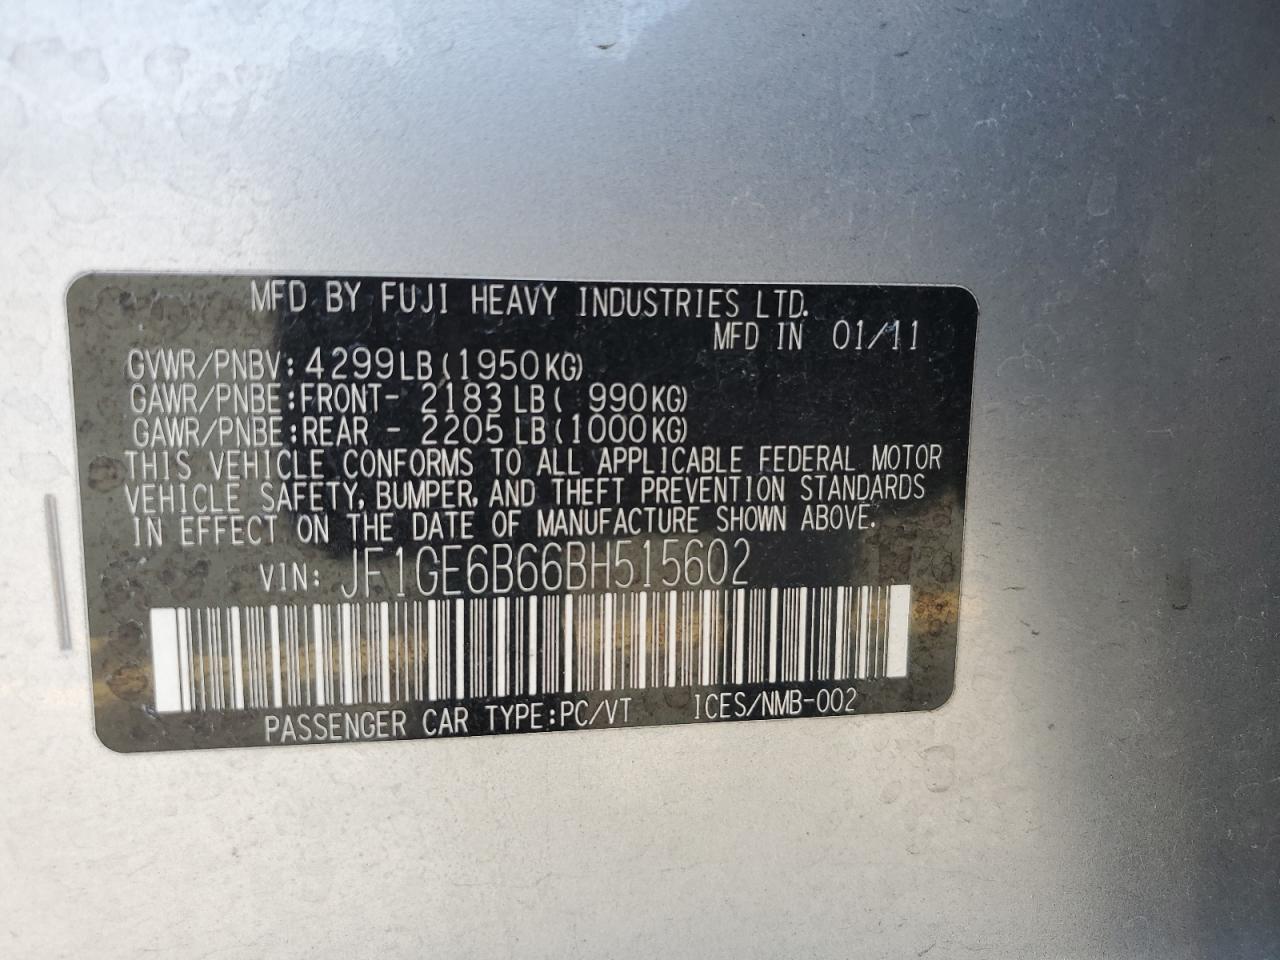 MFD BY FUJI HEAVY INDUSTRIES LTD.
MFD IN 01/11
GVWR/PNBV: 4299LB (1950KG)
GAWR/PNBE:FRONT- 2183 LB ( 990KG)
GAWR/PNBE:REAR - 2205 LB (1000KG)
THIS VEHICLE CONFORMS TO ALL APPLICABLE FEDERAL MOTOR
VEHICLE SAFETY, BUMPER, AND THEFT PREVENTION STANDARDS
IN EFFECT ON THE DATE OF MANUFACTURE SHOWN ABOVE.
VIN: JF1GE6B66BH515602
PASSENGER CAR TYPE:PC/VT ICES/NMB-002